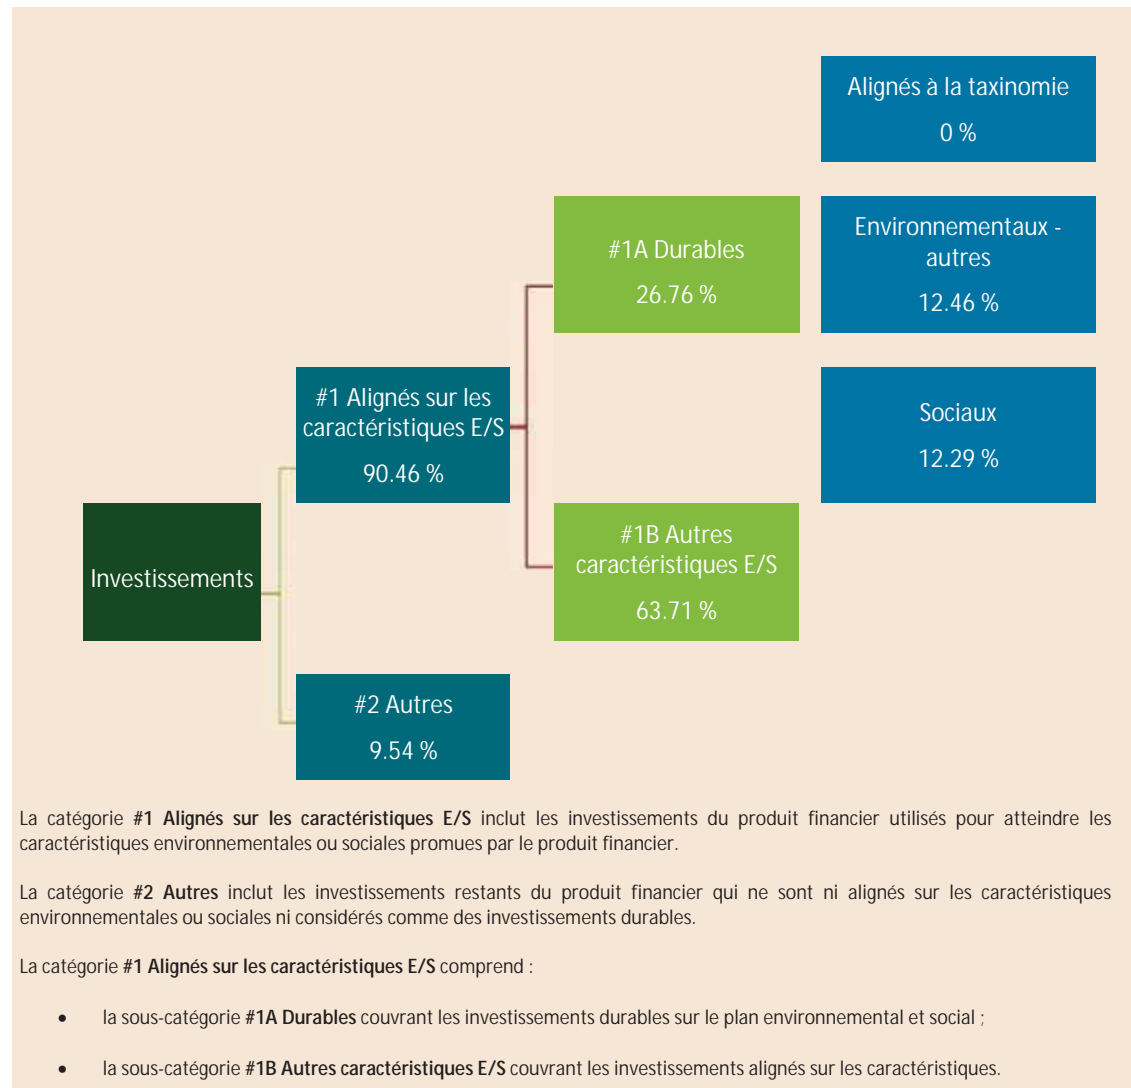 Alignés à la taxinomie
0 %
Environnementaux -
autres
12.46 %
#1A Durables
26.76 %
Sociaux
12.29 %
#1 Alignés sur les
caractéristiques E/S
90.46 %
#1B Autres
caractéristiques E/S
63.71 %
Investissements
#2 Autres
9.54 %
La catégorie #1 Alignés sur les caractéristiques E/S inclut les investissements du produit financier utilisés pour atteindre les
caractéristiques environnementales ou sociales promues par le produit financier.
La catégorie #2 Autres inclut les investissements restants du produit financier qui ne sont ni alignés sur les caractéristiques
environnementales ou sociales ni considérés comme des investissements durables.
La catégorie #1 Alignés sur les caractéristiques E/S comprend :
• la sous-catégorie #1A Durables couvrant les investissements durables sur le plan environnemental et social ;
• la sous-catégorie #1B Autres caractéristiques E/S couvrant les investissements alignés sur les caractéristiques.